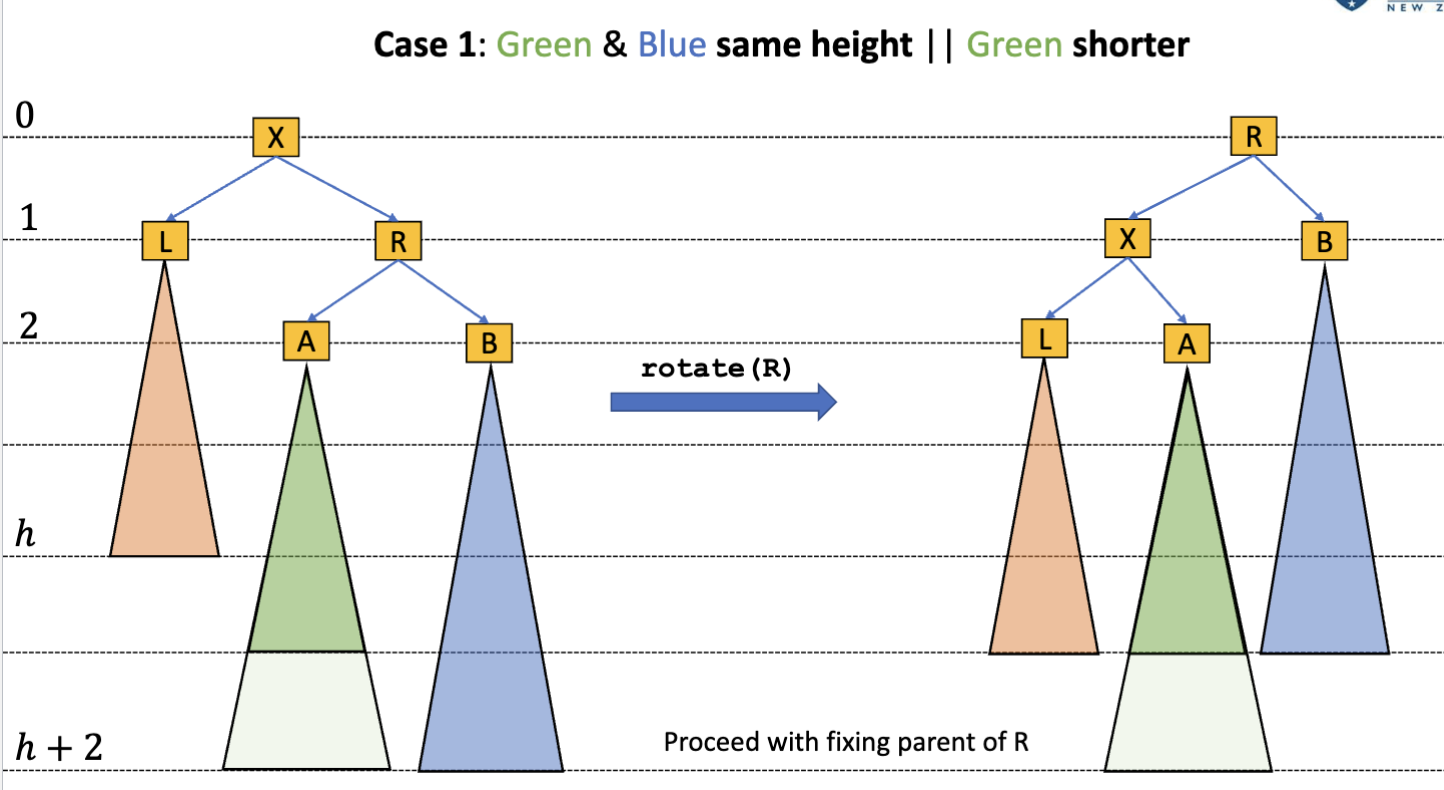 NEW Z
Case 1: Green & Blue same height || Green shorter
0
X
R
1
L
R
X
B
2
A
B
L
A
rotate(R)
h
h + 2
Proceed with fixing parent of R